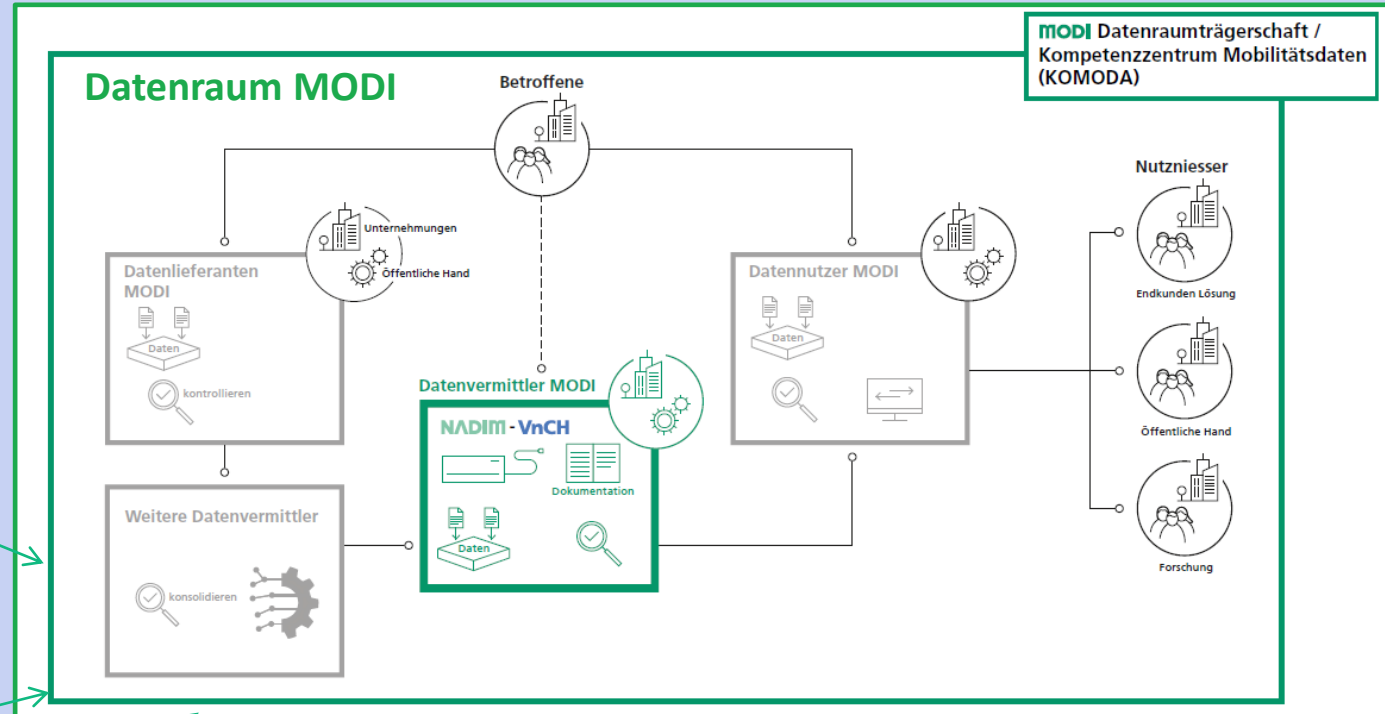 MODI Datenraumträgerschaft /
Kompetenzzentrum Mobilitätsdaten
(KOMODA)
Datenraum MODI
Betroffene
Nutzniesser
Unternehmungen
Öffentliche Hand
Datenlieferanten
MODI
Daten
kontrollieren
Datennutzer MODI
Daten
Endkunden Lösung
Datenvermittler MODI
NADIM - VnCH
Dokumentation
Daten
Öffentliche Hand
Weitere Datenvermittler
konsolidieren
Forschung